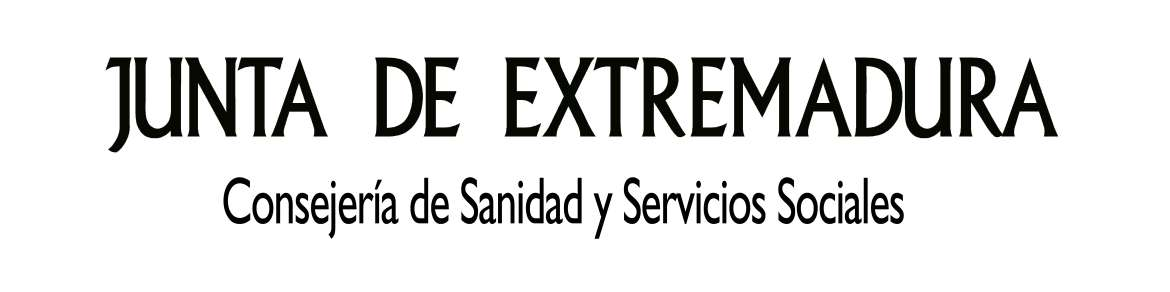 JUNTA DE EXTREMADURA
Consejería de Sanidad y Servicios Sociales